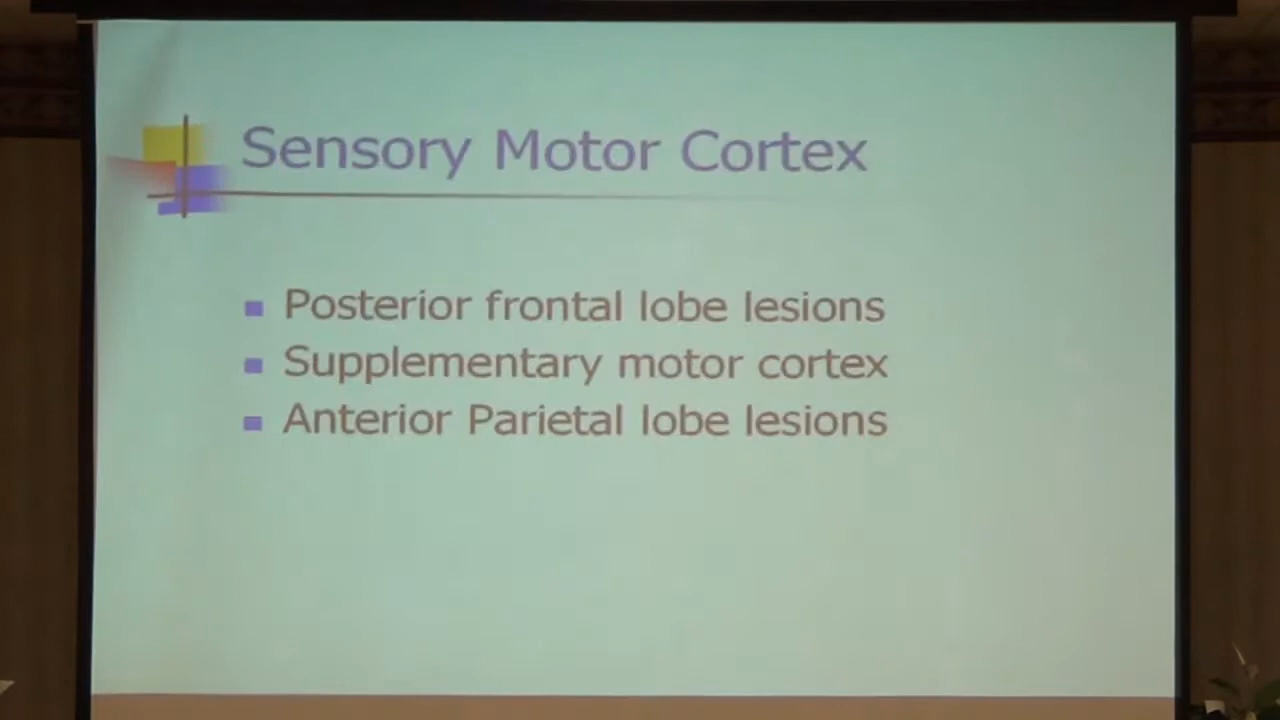 Sensory Motor Cortex
Posterior frontal lobe lesions
Supplementary motor cortex
Anterior Parietal lobe lesions